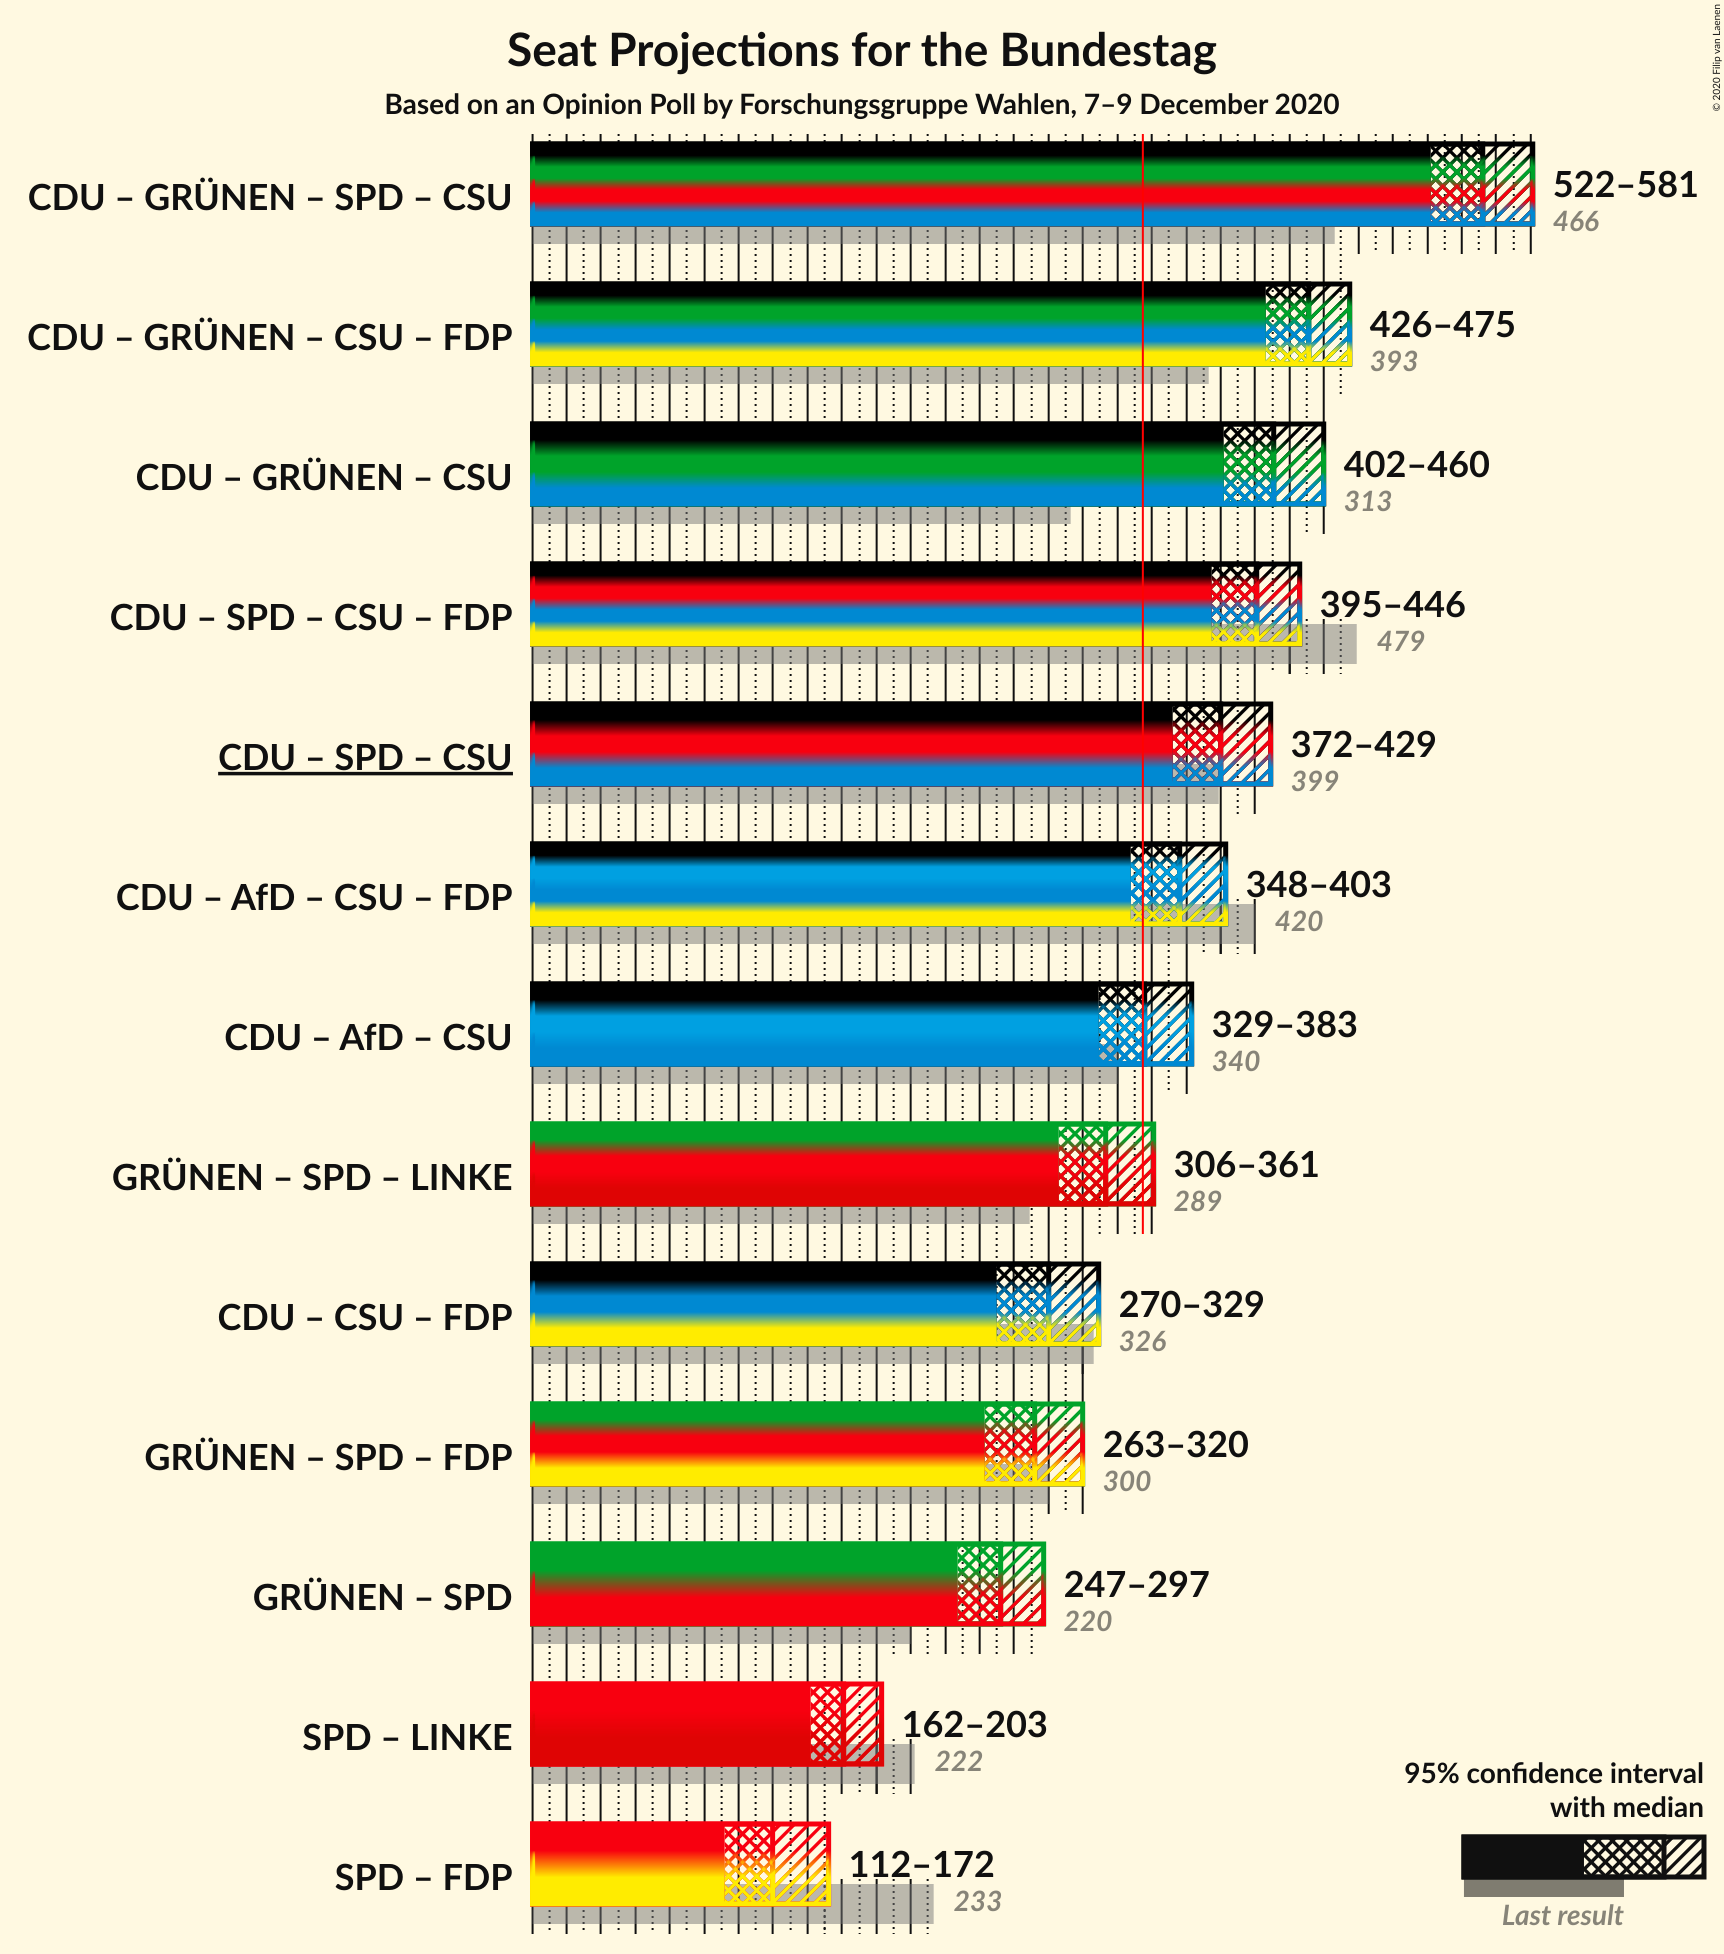 Seat Projections for the Bundestag
Based on an Opinion Poll by Forschungsgruppe Wahlen, 7–9 December 2020
© 2020 Filip van Laenen
CDU – GRÜNEN – SPD – CSU
522–581
466
CDU – GRÜNEN – CSU – FDP
426–475
393
CDU – GRÜNEN – CSU
402–460
313
CDU – SPD – CSU – FDP
395–446
479
CDU – SPD – CSU
372–429
399
CDU – AfD – CSU – FDP
348–403
420
CDU – AfD – CSU
329–383
340
GRÜNEN – SPD – LINKE
306–361
289
CDU – CSU – FDP
270–329
326
GRÜNEN – SPD – FDP
263–320
300
GRÜNEN – SPD
247–297
220
SPD – LINKE
162–203
222
SPD – FDP
112–172
233
95% confidence interval
with median
Last result